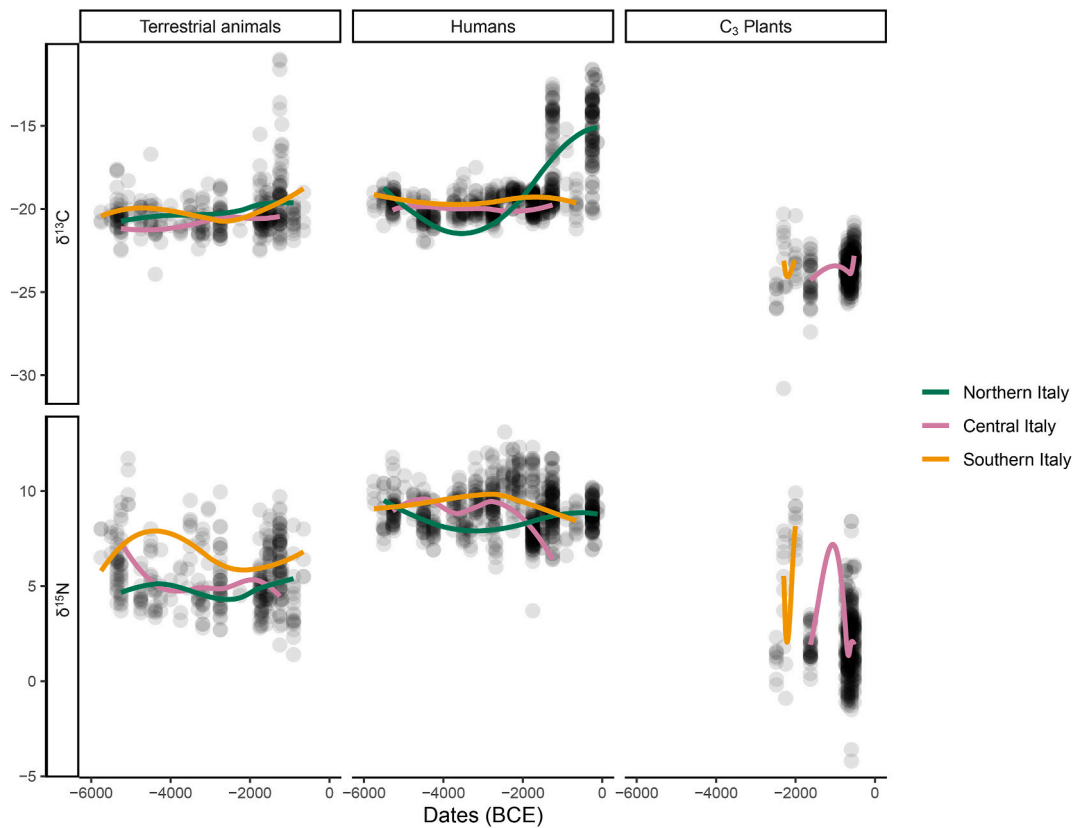 Terrestrial animals
Humans
C₃ Plants
δ¹³C
−15
−20
−25
−30
δ¹⁵N
10
5
0
−5
−6000 −4000 −2000 0
−6000 −4000 −2000 0
−6000 −4000 −2000 0
Dates (BCE)
Northern Italy
Central Italy
Southern Italy